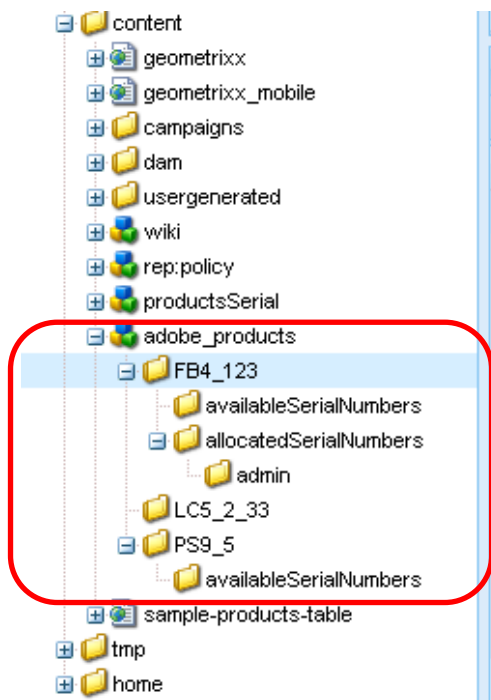 content
geometrixx
geometrixx_mobile
campaigns
dam
usergenerated
wiki
rep:policy
productsSerial
adobe_products
FB4_123
availableSerialNumbers
allocatedSerialNumbers
admin
LC5_2_33
PS9_5
availableSerialNumbers
sample-products-table
tmp
home